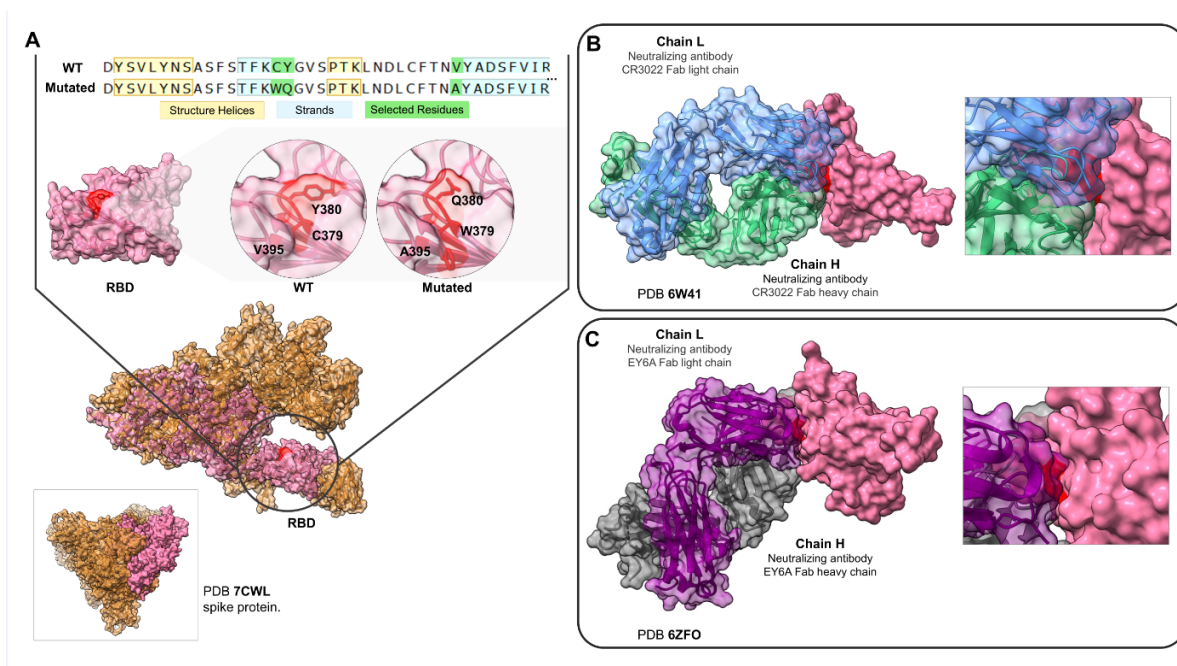 A
WT DYSVLYNSASFSTFKCYGVSPTKLNDLCFTNVYADSFVIR
Mutated DYSVLYNSASFSTFKWQGVSPTKLNDLCFTNAYADSFVIR
...
Structure Helices Strands Selected Residues
Y380
C379
V395
Q380
W379
A395
RBD WT Mutated
RBD
PDB 7CWL
spike protein.
B
Chain L
Neutralizing antibody
CR3022 Fab light chain
Chain H
Neutralizing antibody
CR3022 Fab heavy chain
PDB 6W41
C
Chain L
Neutralizing antibody
EY6A Fab light chain
Chain H
Neutralizing antibody
EY6A Fab heavy chain
PDB 6ZFO